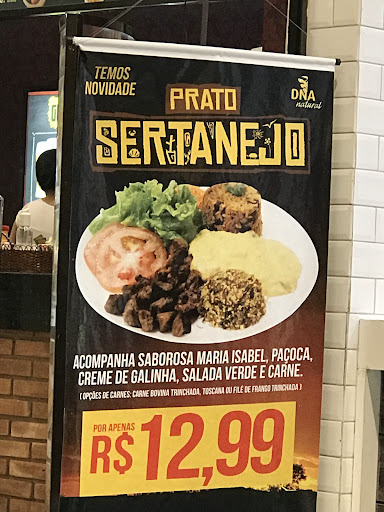 TEMOS
NOVIDADE
DNA
natural
PRATO
SERTANEJO
ACOMPANHA SABOROSA MARIA ISABEL, PAÇOCA,
CREME DE GALINHA, SALADA VERDE E CARNE.
( OPÇÕES DE CARNES: CARNE BOVINA TRINCHADA, TOSCANA OU FILÉ DE FRANGO TRINCHADA )
POR APENAS
R$ 12,99